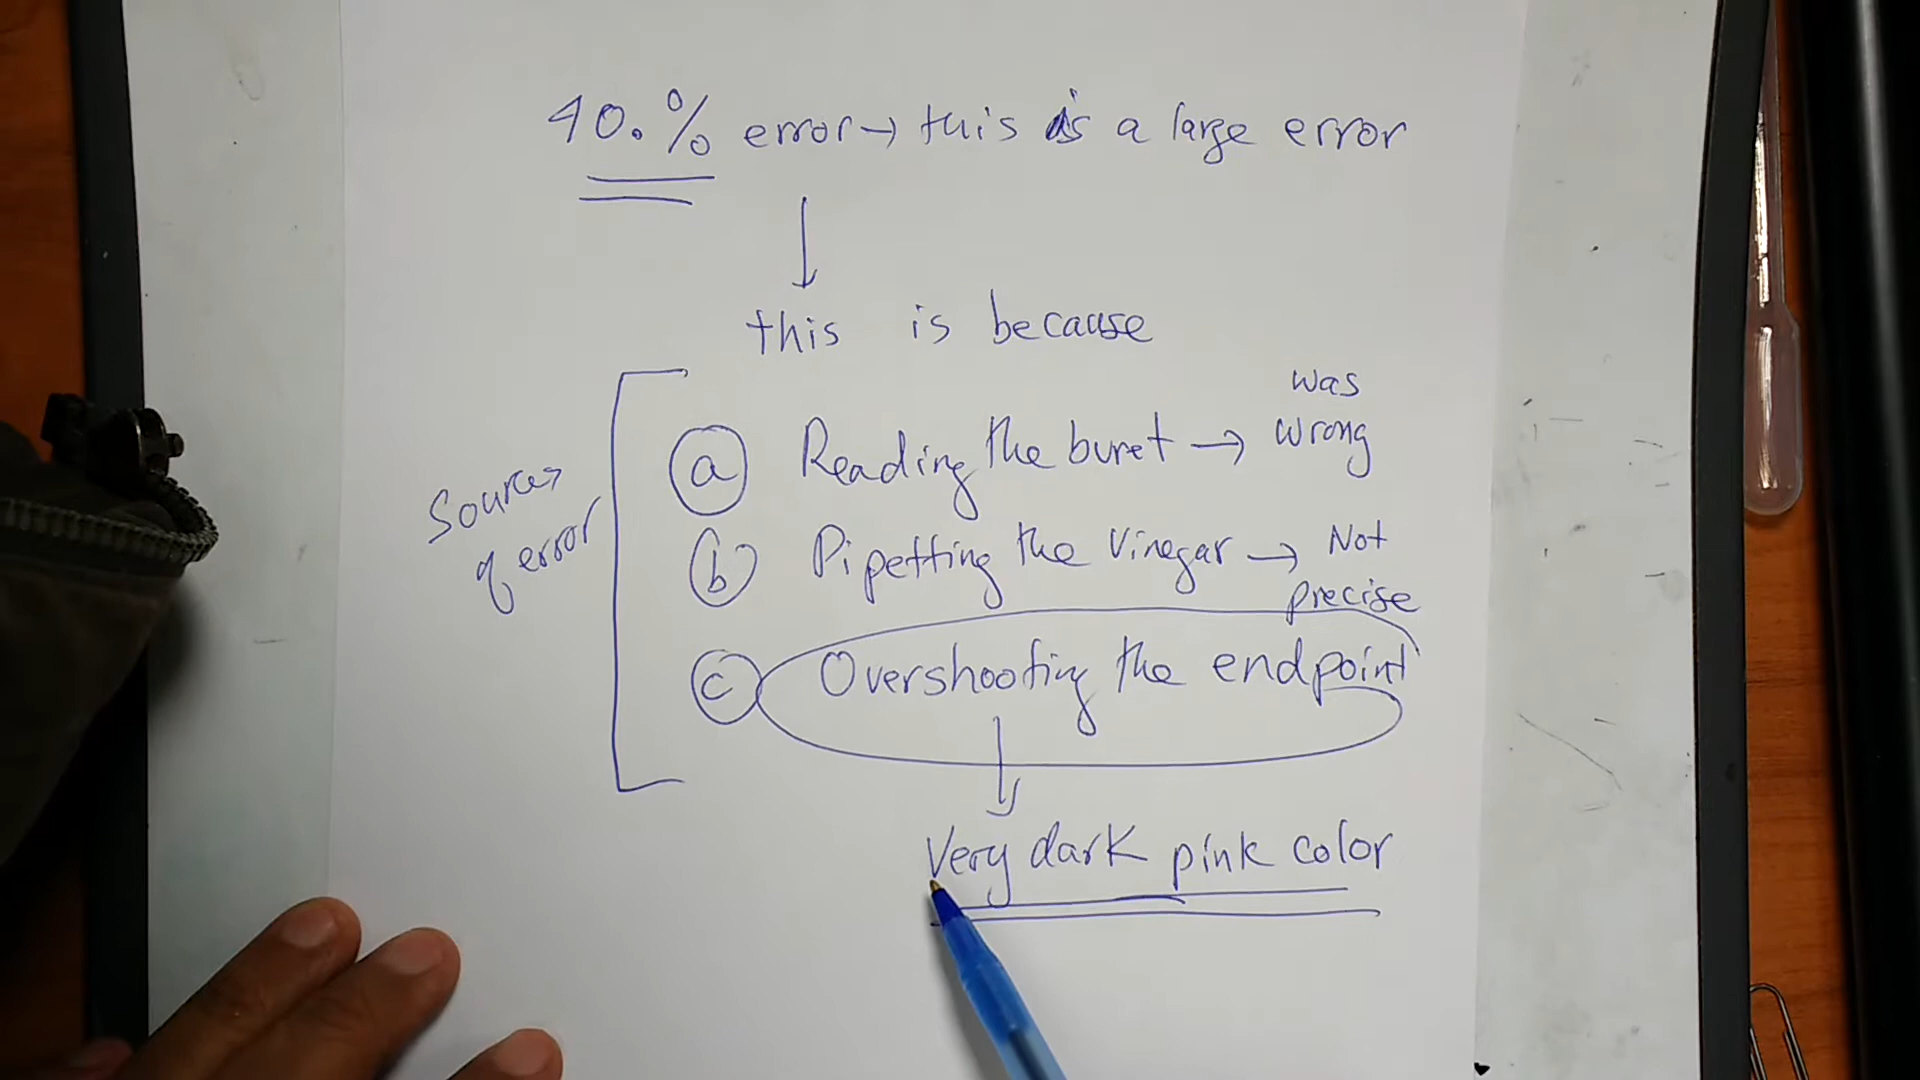 40.% error → this is a large error
↓
this is because
Sources of error
was
(a) Reading the buret → wrong
(b) Pipetting the Vinegar → Not
precise
(c) Overshooting the endpoint
↓
Very dark pink color